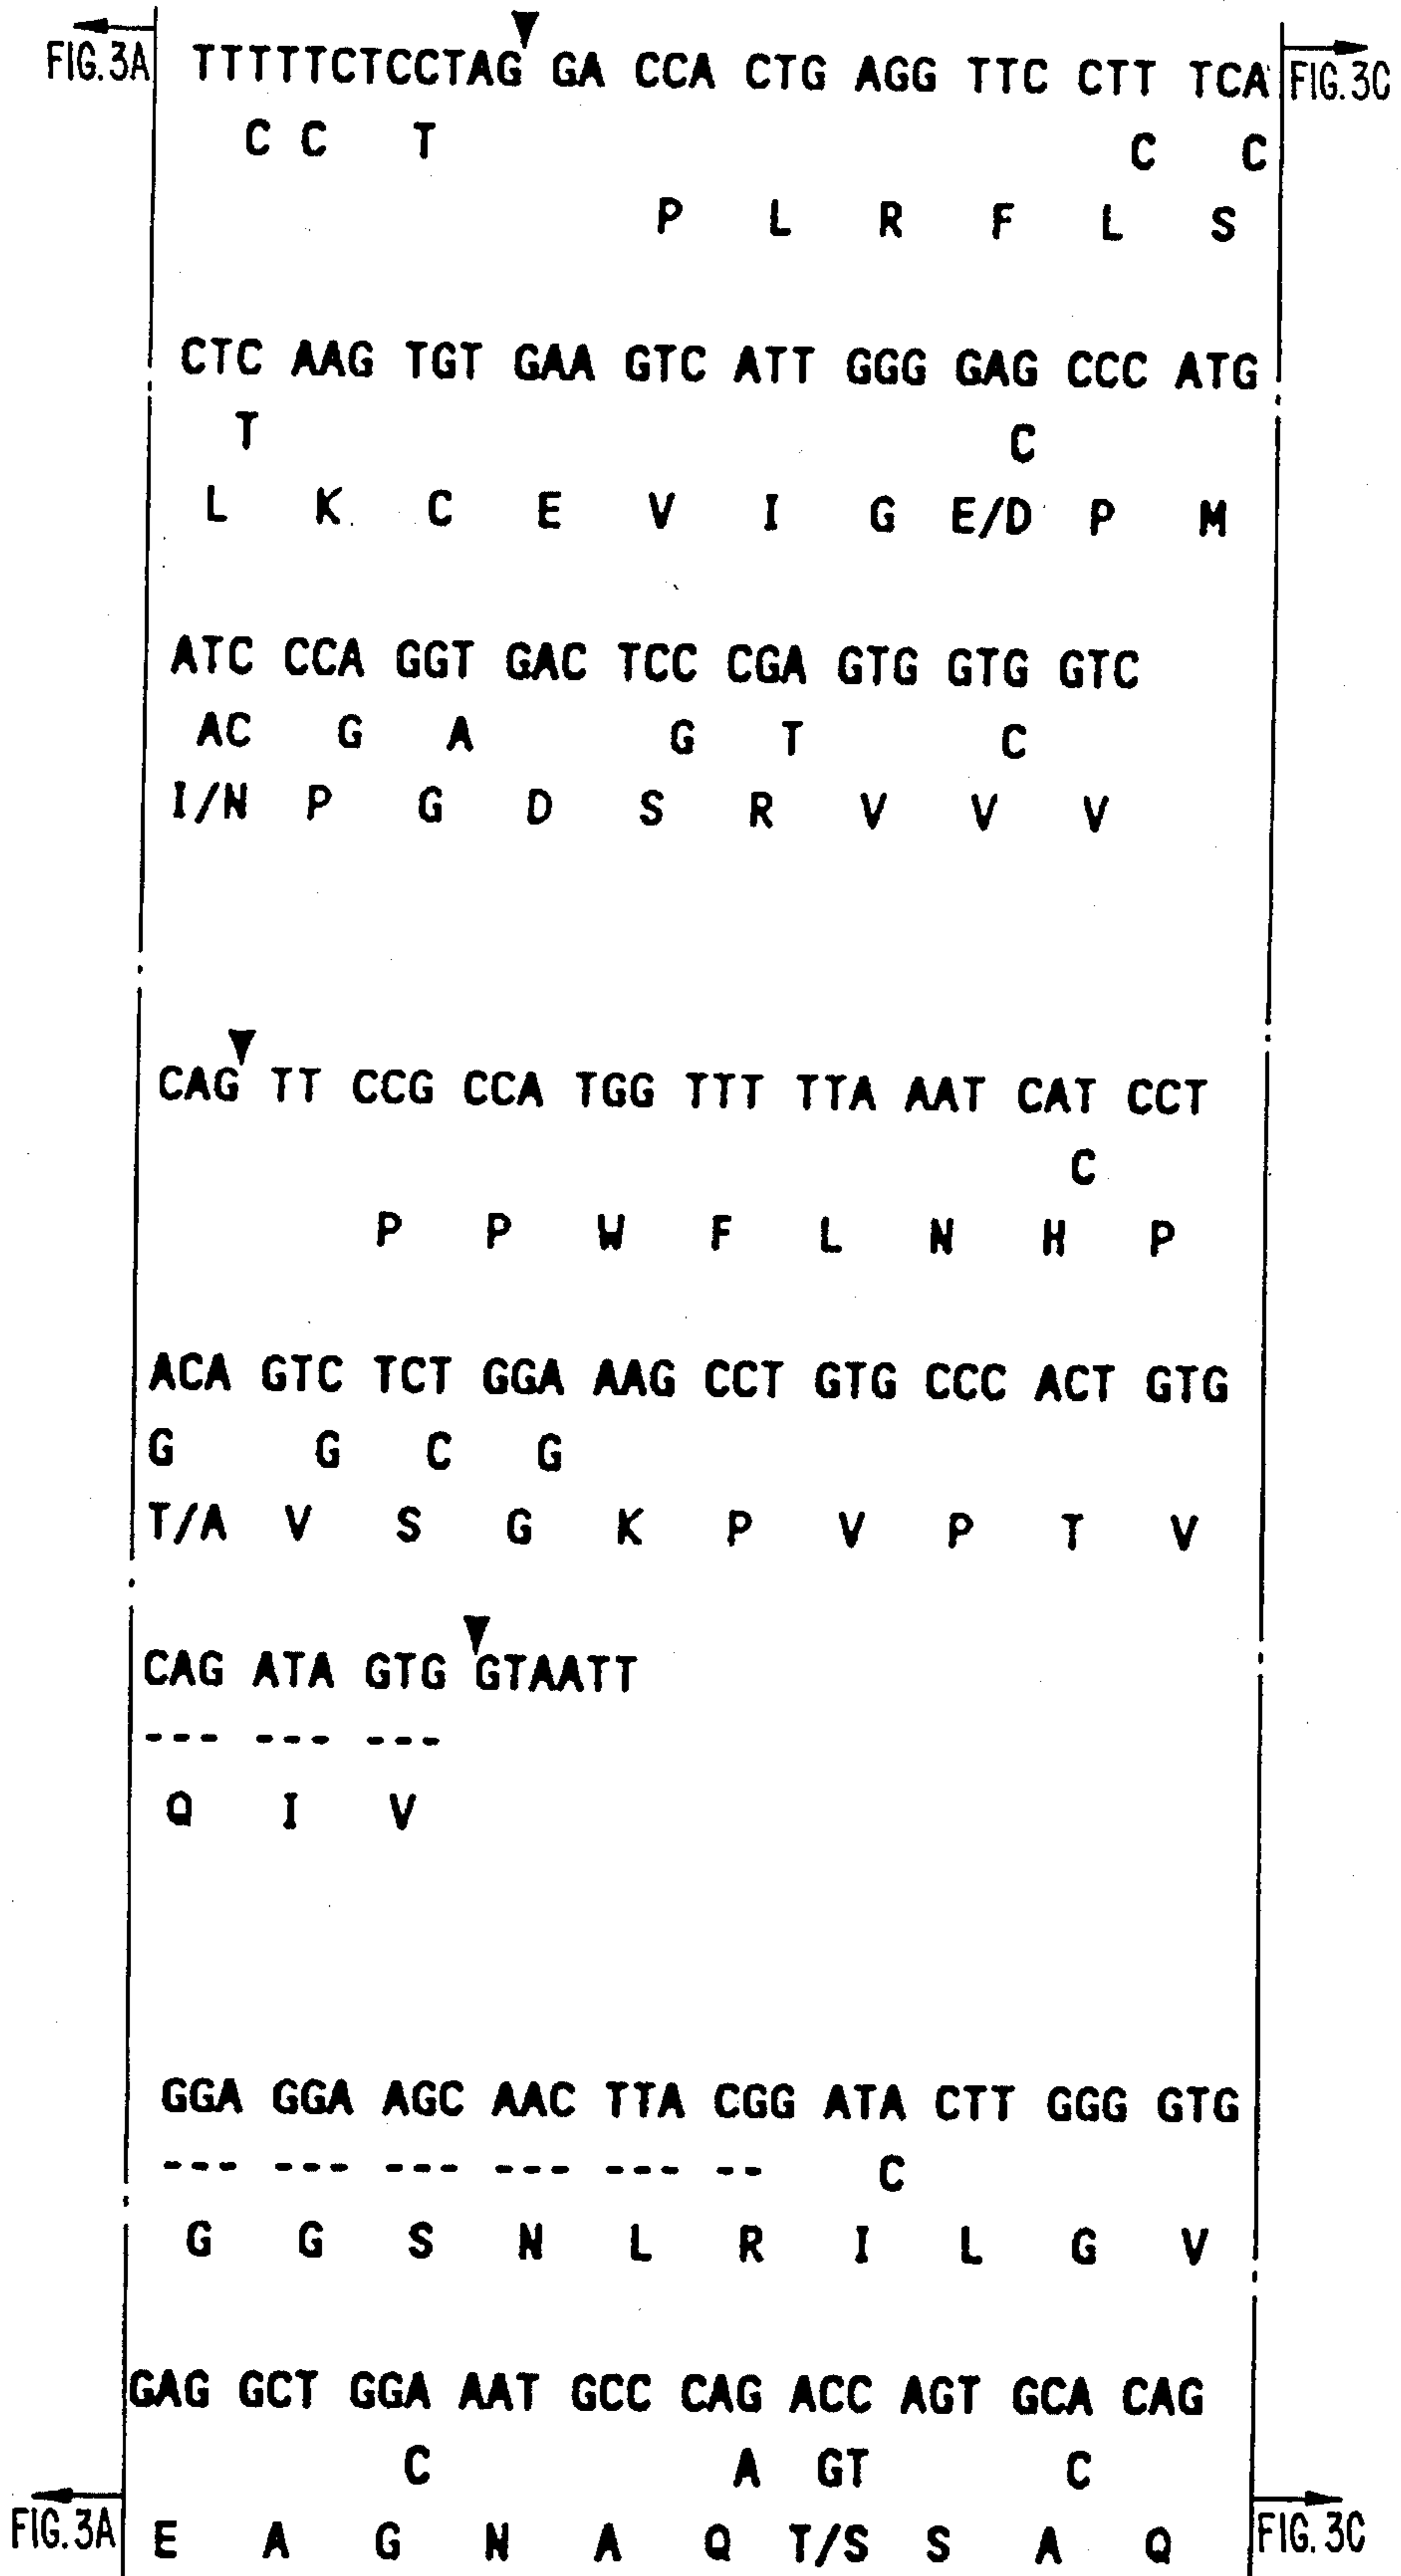 FIG. 3A TTTTTCTCCTAG GA CCA CTG AGG TTC CTT TCA FIG. 3C
C C T C C
P L R F L S
CTC AAG TGT GAA GTC ATT GGG GAG CCC ATG
T C
L K C E V I G E/D P M
ATC CCA GGT GAC TCC CGA GTG GTG GTC
AC G A G T C
I/N P G D S R V V V
CAG TT CCG CCA TGG TTT TTA AAT CAT CCT
C
P P W F L N H P
ACA GTC TCT GGA AAG CCT GTG CCC ACT GTG
G G C G
T/A V S G K P V P T V
CAG ATA GTG GTAATT
--- --- ---
Q I V
GGA GGA AGC AAC TTA CGG ATA CTT GGG GTG
--- --- --- --- --- -- C
G G S N L R I L G V
GAG GCT GGA AAT GCC CAG ACC AGT GCA CAG
C A GT C
FIG. 3A E A G N A Q T/S S A Q FIG. 3C